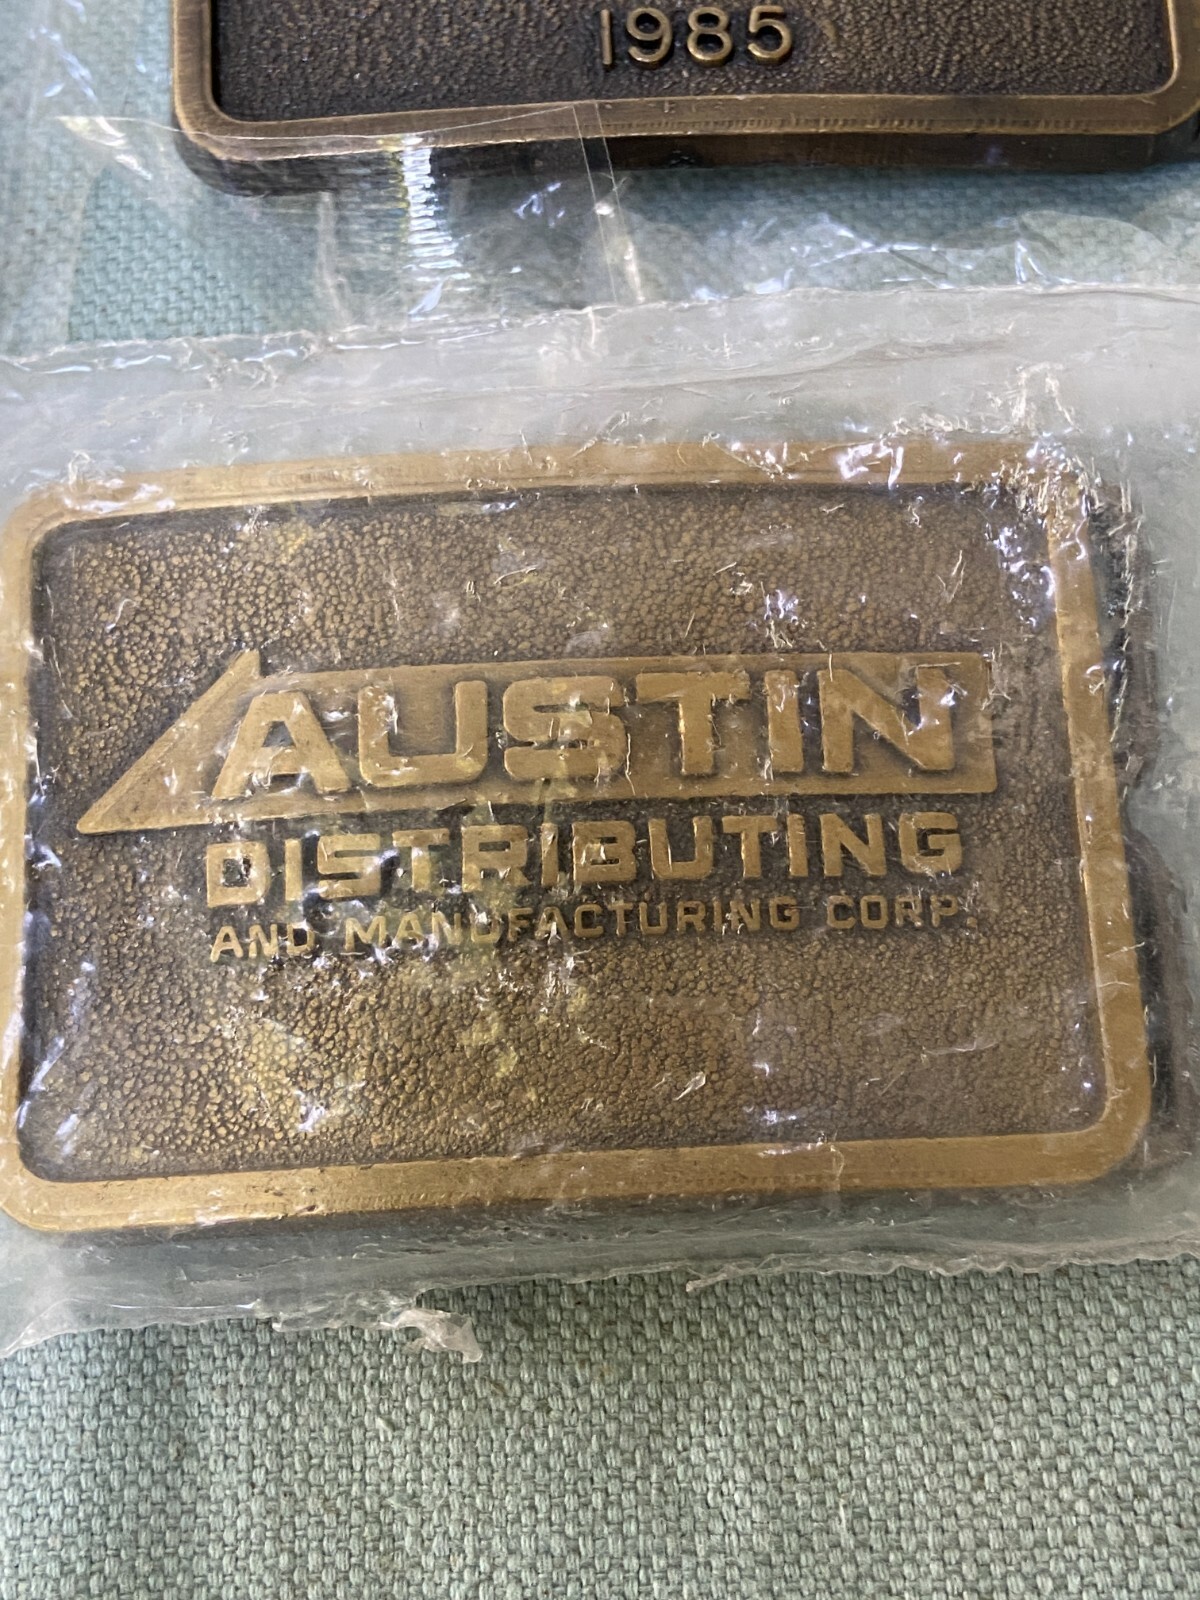 1985
AUSTIN
DISTRIBUTING
AND MANUFACTURING CORP.